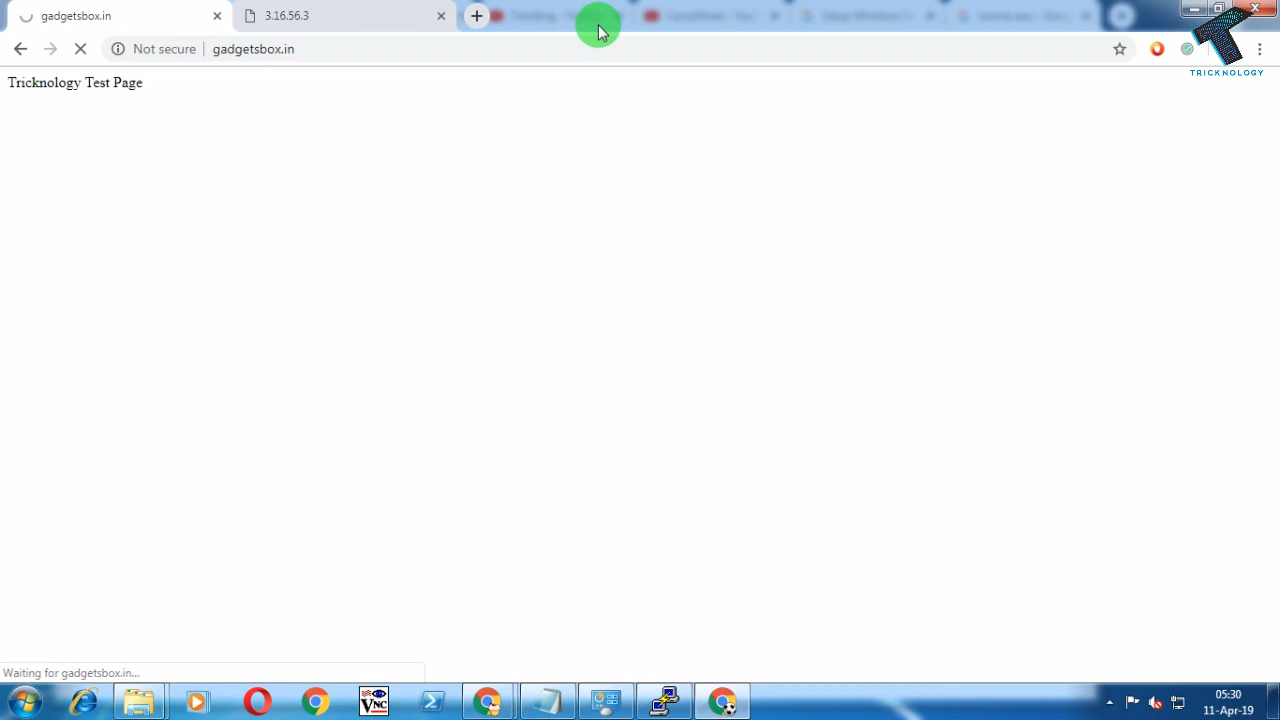 gadgetsbox.in
3.16.56.3
Not secure
gadgetsbox.in
TRICKNOLOGY
Tricknology Test Page
Waiting for gadgetsbox.in...
VNC
05:30
11-Apr-19